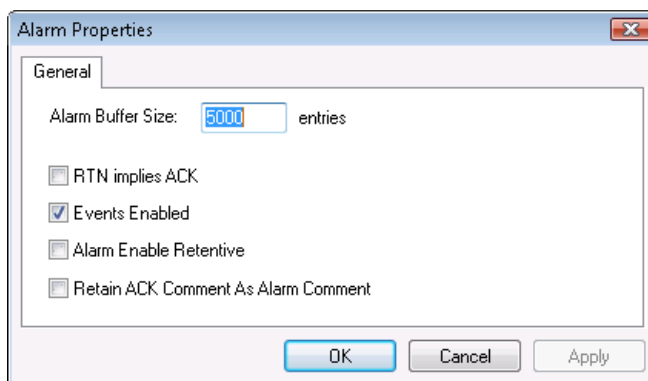 Alarm Properties
General
Alarm Buffer Size: 5000 entries
RTN implies ACK
Events Enabled
Alarm Enable Retentive
Retain ACK Comment As Alarm Comment
OK Cancel Apply